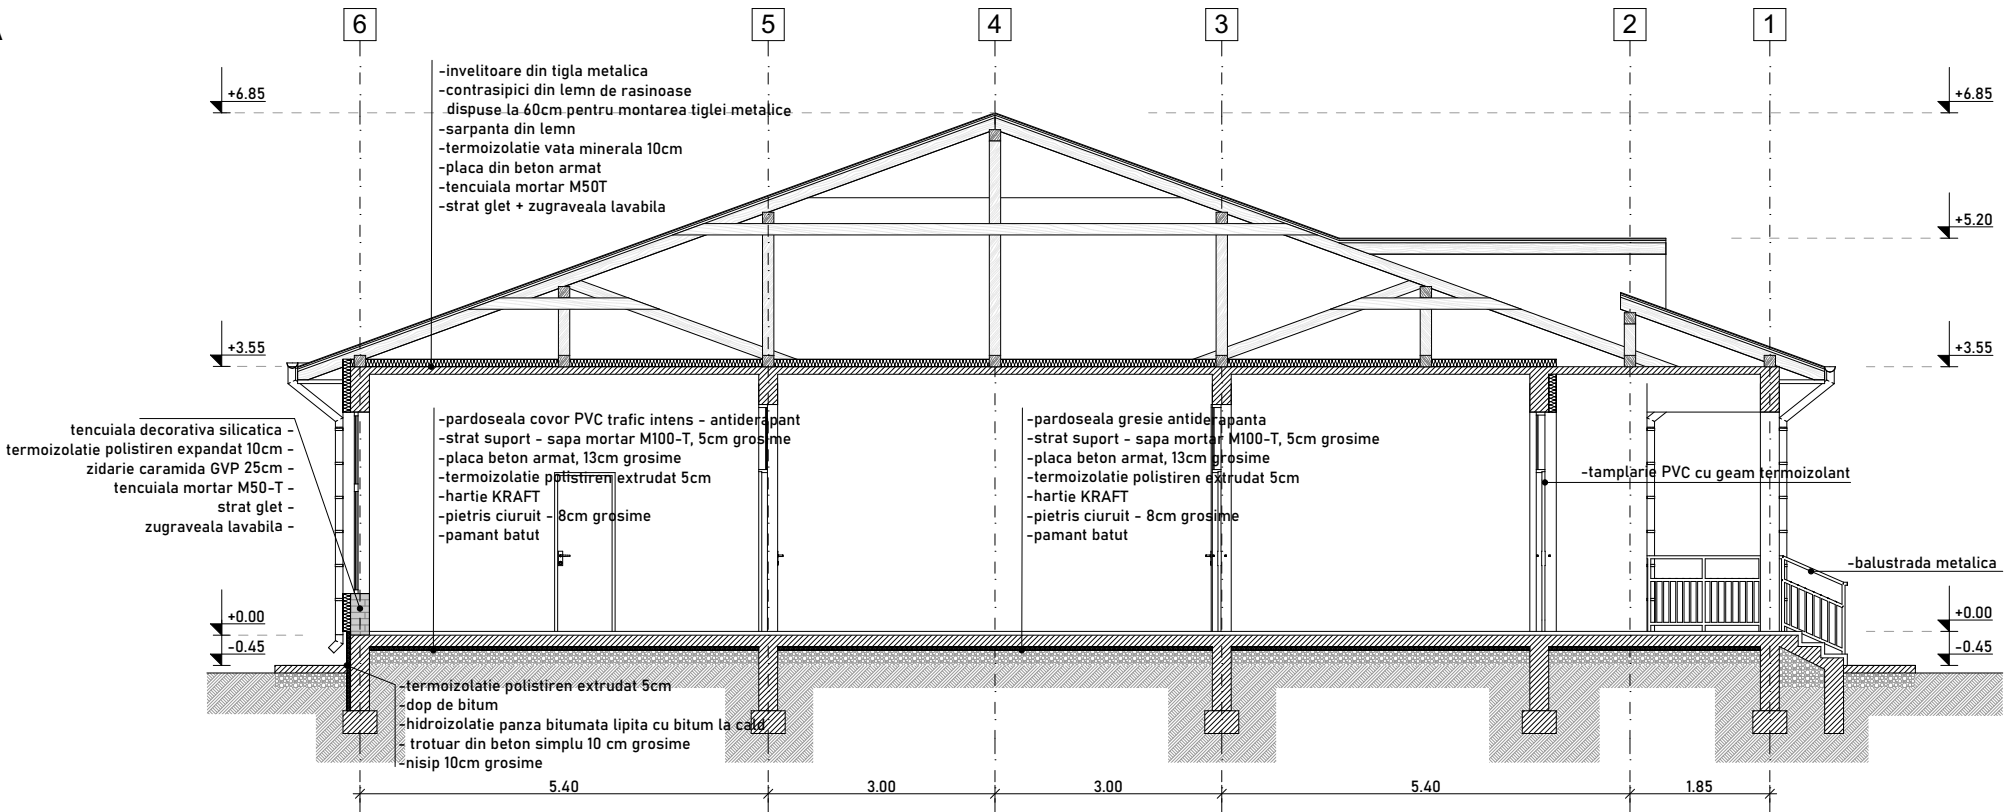 6 5 4 3 2 1
-invelitoare din tigla metalica
-contrasipici din lemn de rasinoase
dispuse la 60cm pentru montarea tiglei metalice
-sarpanta din lemn
-termoizolatie vata minerala 10cm
-placa din beton armat
-tencuiala mortar M50T
-strat glet + zugraveala lavabila
+6.85
+6.85
+5.20
+3.55
+3.55
tencuiala decorativa silicatica -
termoizolatie polistiren expandat 10cm -
zidarie caramida GVP 25cm -
tencuiala mortar M50-T -
strat glet -
zugraveala lavabila -
-pardoseala covor PVC trafic intens - antiderapant
-strat suport - sapa mortar M100-T, 5cm grosime
-placa beton armat, 13cm grosime
-termoizolatie polistiren extrudat 5cm
-hartie KRAFT
-pietris ciuruit - 8cm grosime
-pamant batut
-pardoseala gresie antiderapanta
-strat suport - sapa mortar M100-T, 5cm grosime
-placa beton armat, 13cm grosime
-termoizolatie polistiren extrudat 5cm
-hartie KRAFT
-pietris ciuruit - 8cm grosime
-pamant batut
-tamplarie PVC cu geam termoizolant
-balustrada metalica
+0.00
-0.45
+0.00
-0.45
-termoizolatie polistiren extrudat 5cm
-dop de bitum
-hidroizolatie panza bitumata lipita cu bitum la cald
- trotuar din beton simplu 10 cm grosime
-nisip 10cm grosime
5.40 3.00 3.00 5.40 1.85